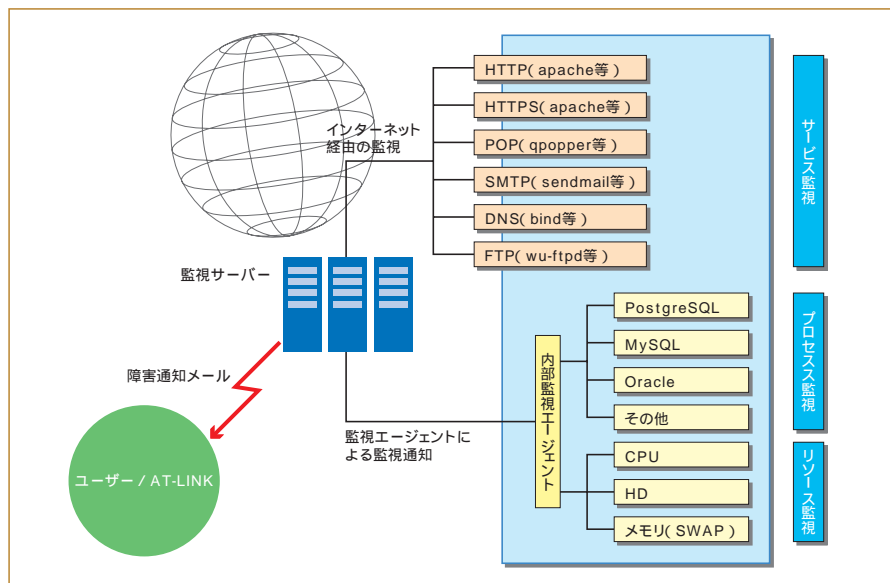 HTTP( apache等 )
HTTPS( apache等 )
インターネット
経由の監視
POP( qpopper等 )
SMTP( sendmail等 )
DNS( bind等 )
FTP( wu-ftpd等 )
サービス監視
監視サーバー
PostgreSQL
MySQL
Oracle
その他
プロセスス監視
内部監視エージェント
障害通知メール
監視エージェントに
よる監視通知
CPU
HD
メモリ( SWAP )
リソース監視
ユーザー / AT-LINK